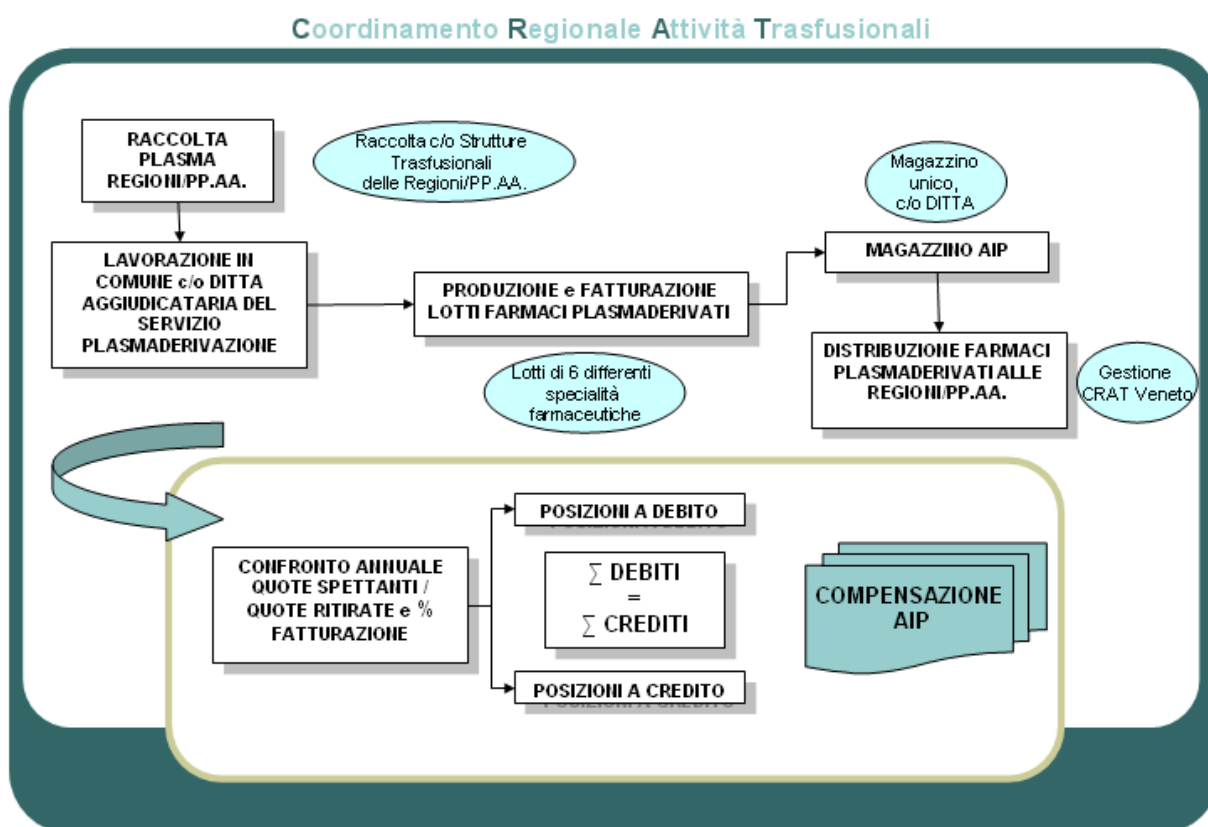 Coordinamento Regionale Attività Trasfusionali
RACCOLTA
PLASMA
REGIONI/PP.AA.
Raccolta c/o Strutture
Trasfusionali
delle Regioni/PP.AA.
Magazzino
unico,
c/o DITTA
LAVORAZIONE IN
COMUNE c/o DITTA
AGGIUDICATARIA DEL
SERVIZIO
PLASMADERIVAZIONE
PRODUZIONE e FATTURAZIONE
LOTTI FARMACI PLASMADERIVATI
MAGAZZINO AIP
Lotti di 6 differenti
specialità
farmaceutiche
DISTRIBUZIONE FARMACI
PLASMADERIVATI ALLE
REGIONI/PP.AA.
Gestione
CRAT Veneto
CONFRONTO ANNUALE
QUOTE SPETTANTI /
QUOTE RITIRATE e %
FATTURAZIONE
POSIZIONI A DEBITO
∑ DEBITI
=
∑ CREDITI
POSIZIONI A CREDITO
COMPENSAZIONE
AIP